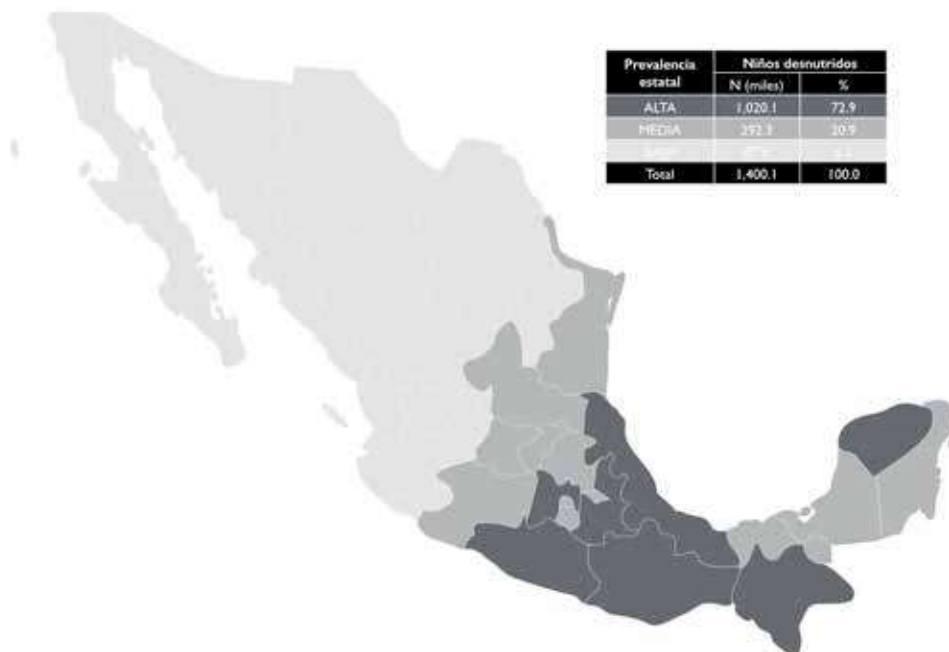 Prevalencia estatal Niños desnutridos
N (miles) %
ALTA 1,020.1 72.9
MEDIA 292.3 20.9
Total 1,400.1 100.0